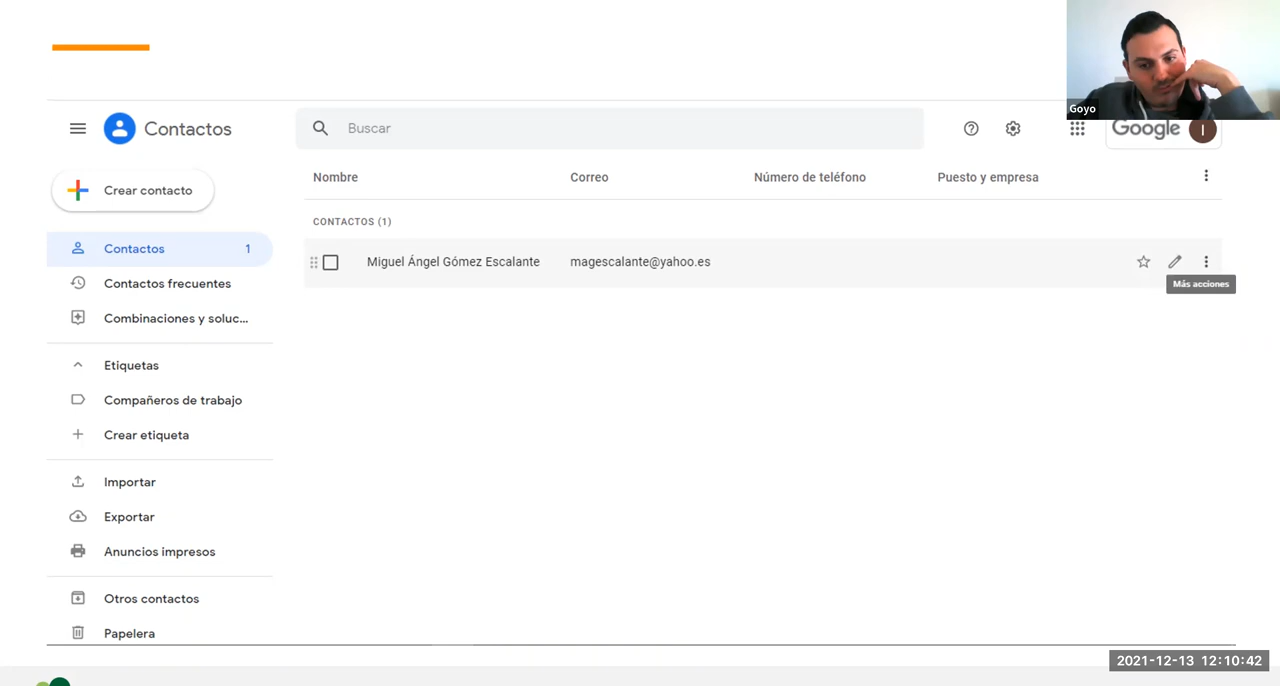 Goyo
Contactos
Buscar
Google
I
Crear contacto
Nombre
Correo
Número de teléfono
Puesto y empresa
CONTACTOS (1)
Contactos
1
Miguel Ángel Gómez Escalante
magescalante@yahoo.es
Más acciones
Contactos frecuentes
Combinaciones y soluc...
Etiquetas
Compañeros de trabajo
Crear etiqueta
Importar
Exportar
Anuncios impresos
Otros contactos
Papelera
2021-12-13 12:10:42